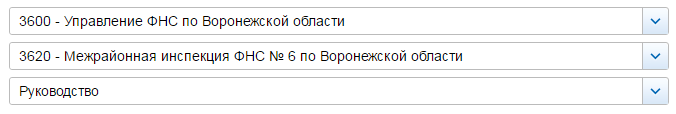 3600 - Управление ФНС по Воронежской области
3620 - Межрайонная инспекция ФНС № 6 по Воронежской области
Руководство